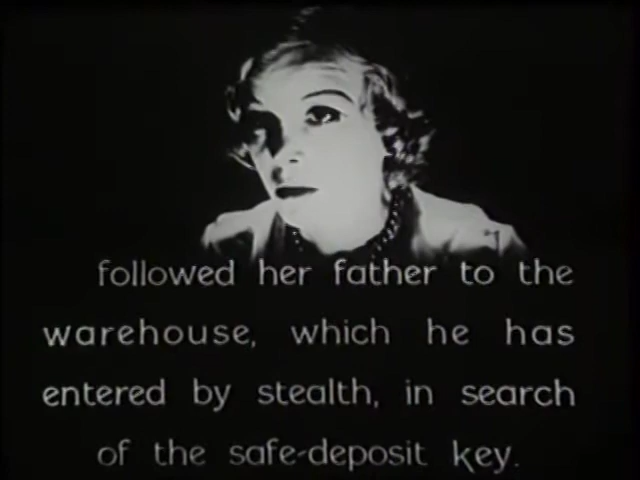 followed her father to the
warehouse, which he has
entered by stealth, in search
of the safe-deposit key.